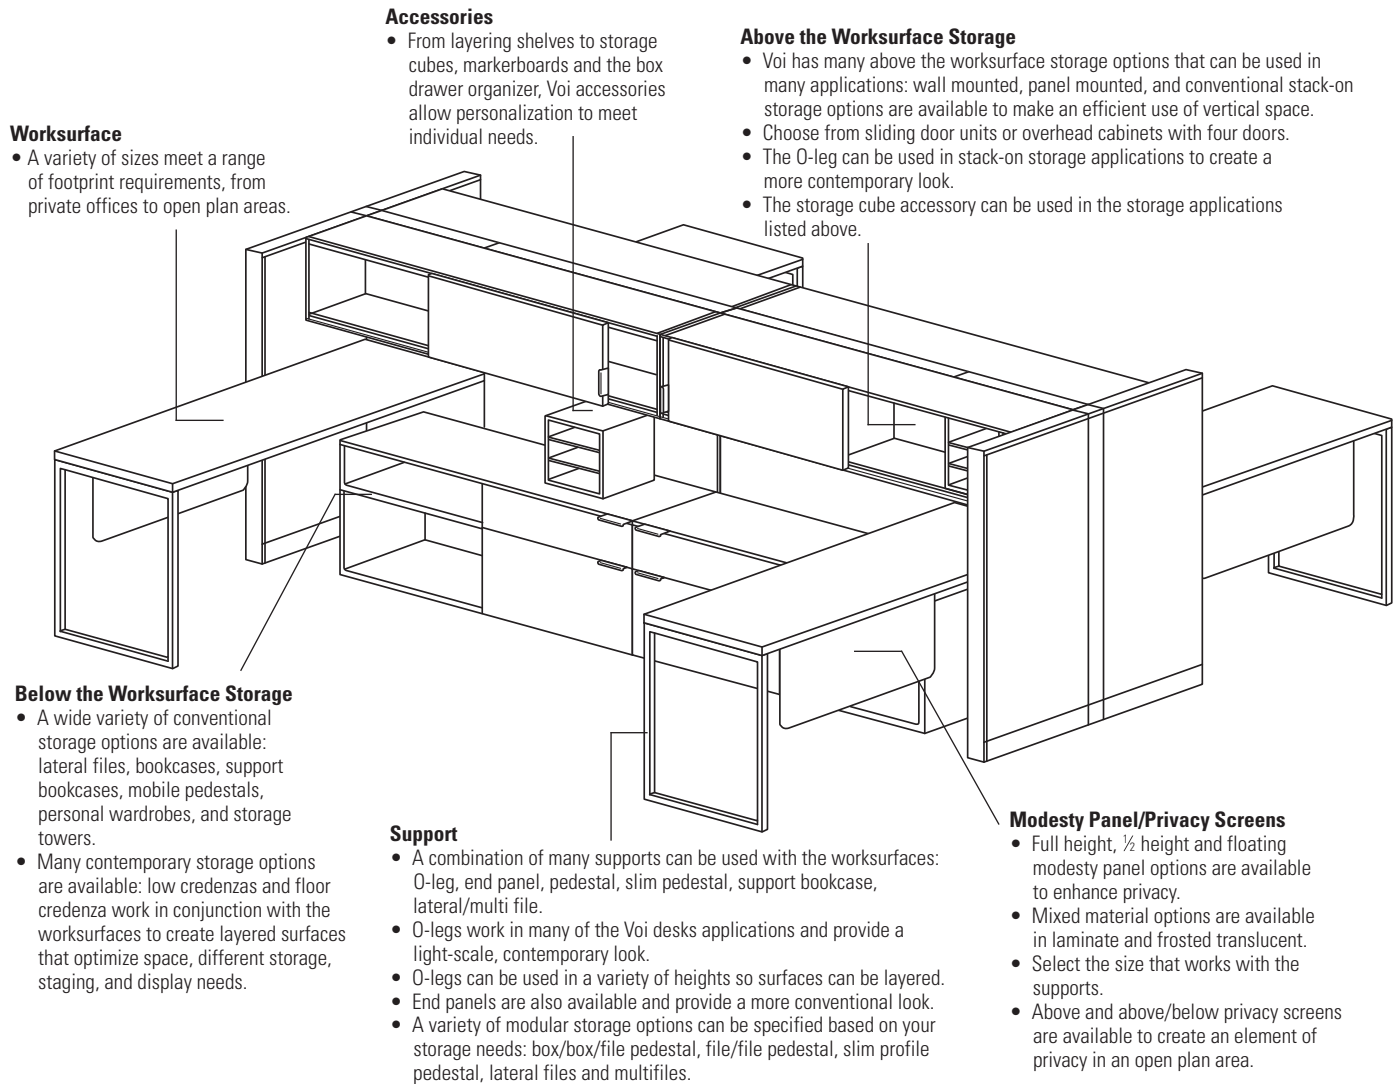 Accessories
• From layering shelves to storage
cubes, markerboards and the box
drawer organizer, Voi accessories
allow personalization to meet
individual needs.
Above the Worksurface Storage
• Voi has many above the worksurface storage options that can be used in
many applications: wall mounted, panel mounted, and conventional stack-on
storage options are available to make an efficient use of vertical space.
• Choose from sliding door units or overhead cabinets with four doors.
• The O-leg can be used in stack-on storage applications to create a
more contemporary look.
• The storage cube accessory can be used in the storage applications
listed above.
Worksurface
• A variety of sizes meet a range
of footprint requirements, from
private offices to open plan areas.
Below the Worksurface Storage
• A wide variety of conventional
storage options are available:
lateral files, bookcases, support
bookcases, mobile pedestals,
personal wardrobes, and storage
towers.
• Many contemporary storage options
are available: low credenzas and floor
credenza work in conjunction with the
worksurfaces to create layered surfaces
that optimize space, different storage,
staging, and display needs.
Support
• A combination of many supports can be used with the worksurfaces:
O-leg, end panel, pedestal, slim pedestal, support bookcase,
lateral/multi file.
• O-legs work in many of the Voi desks applications and provide a
light-scale, contemporary look.
• O-legs can be used in a variety of heights so surfaces can be layered.
• End panels are also available and provide a more conventional look.
• A variety of modular storage options can be specified based on your
storage needs: box/box/file pedestal, file/file pedestal, slim profile
pedestal, lateral files and multifiles.
Modesty Panel/Privacy Screens
• Full height, ½ height and floating
modesty panel options are available
to enhance privacy.
• Mixed material options are available
in laminate and frosted translucent.
• Select the size that works with the
supports.
• Above and above/below privacy screens
are available to create an element of
privacy in an open plan area.